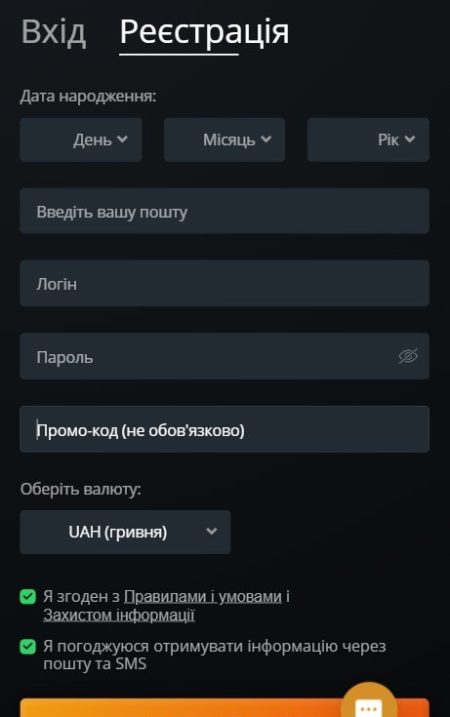 Вхід Реєстрація
Дата народження:
День Місяць Рік
Введіть вашу пошту
Логін
Пароль
Промо-код (не обов'язково)
Оберіть валюту:
UAH (гривня)
Я згоден з Правилами і умовами і
Захистом інформації
Я погоджуюся отримувати інформацію через
пошту та SMS